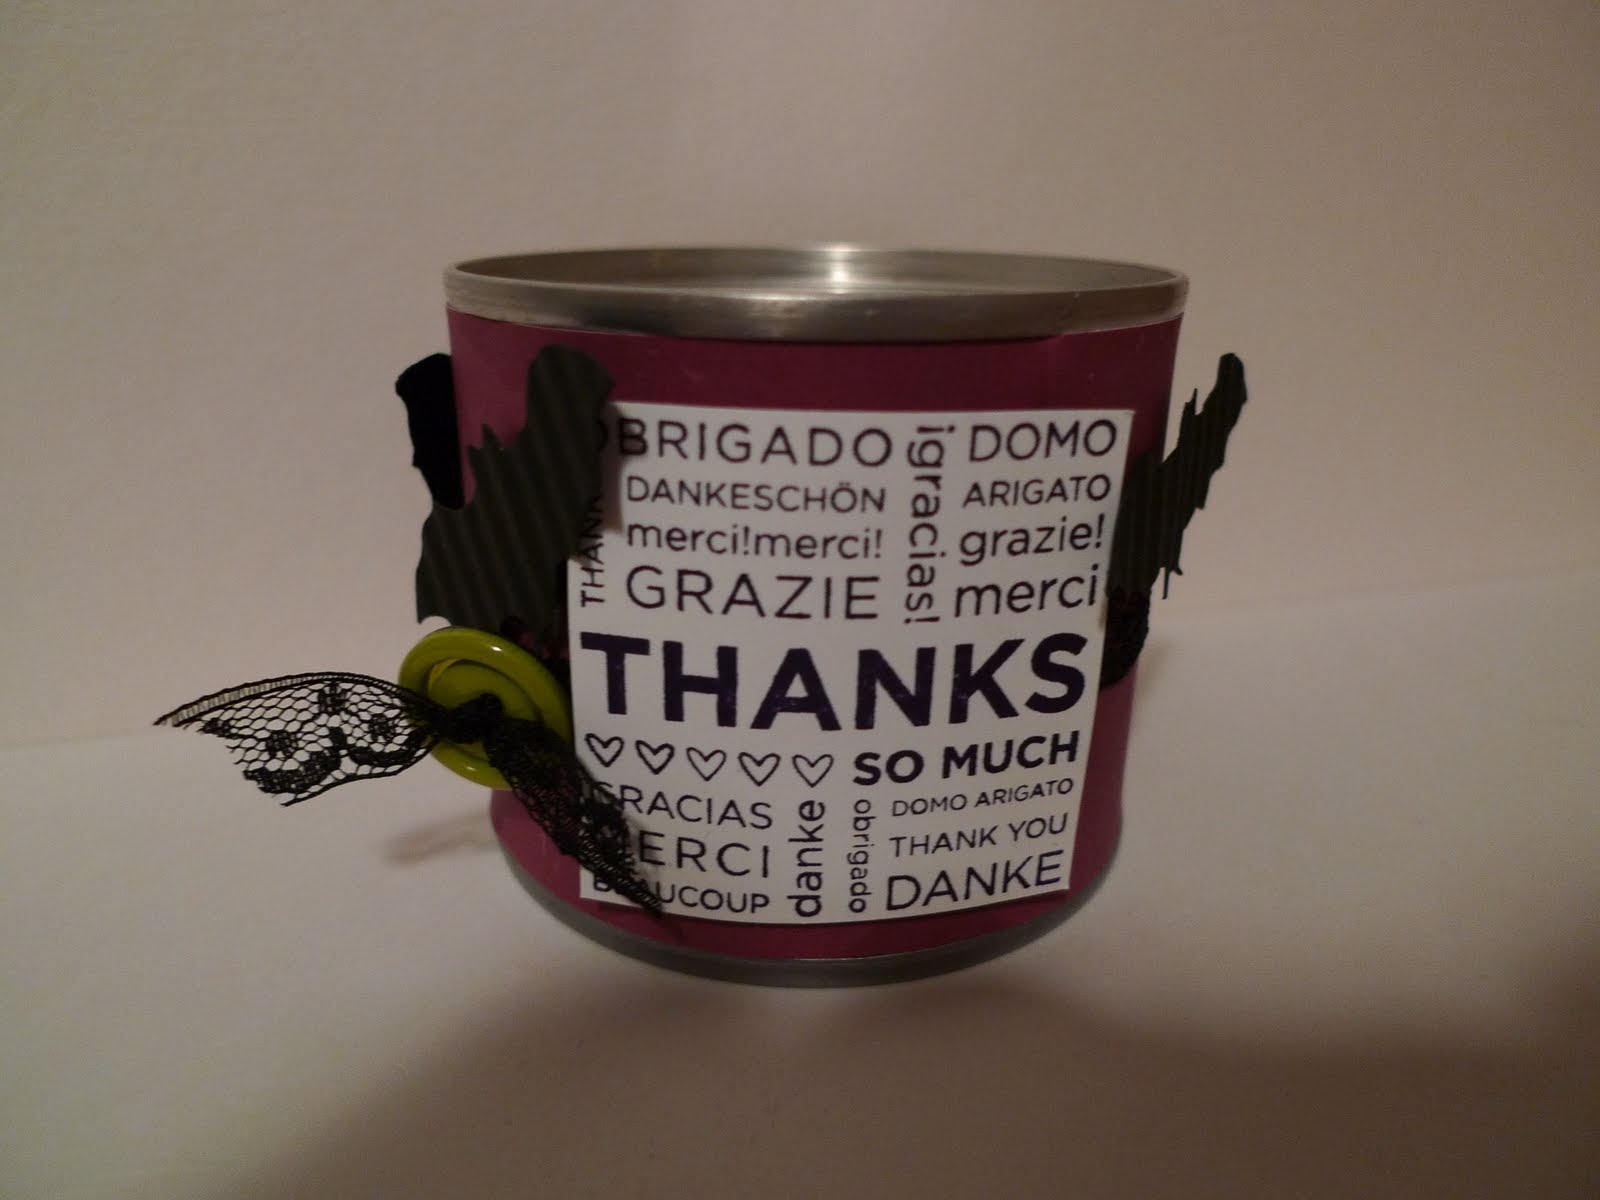 OBRIGADO
DANKESCHÖN
merci!merci!
GRAZIE
¡gracias!
DOMO
ARIGATO
grazie!
merci
THANKS
SO MUCH
GRACIAS
MERCI
BEAUCOUP
danke
obrigado
DOMO ARIGATO
THANK YOU
DANKE